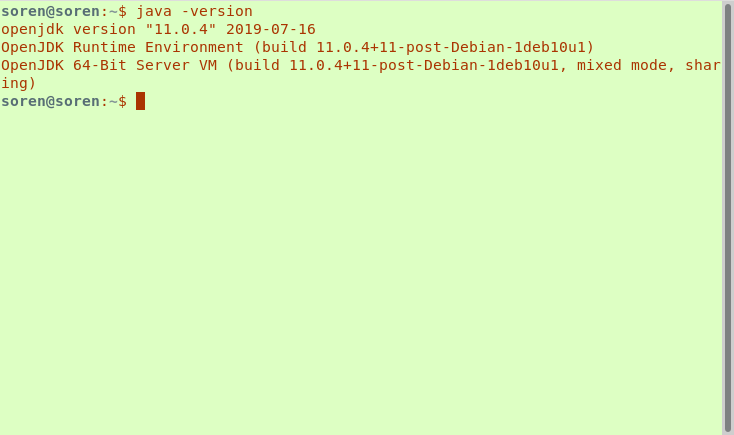 soren@soren:~$ java -version
openjdk version "11.0.4" 2019-07-16
OpenJDK Runtime Environment (build 11.0.4+11-post-Debian-1deb10u1)
OpenJDK 64-Bit Server VM (build 11.0.4+11-post-Debian-1deb10u1, mixed mode, shar
ing)
soren@soren:~$